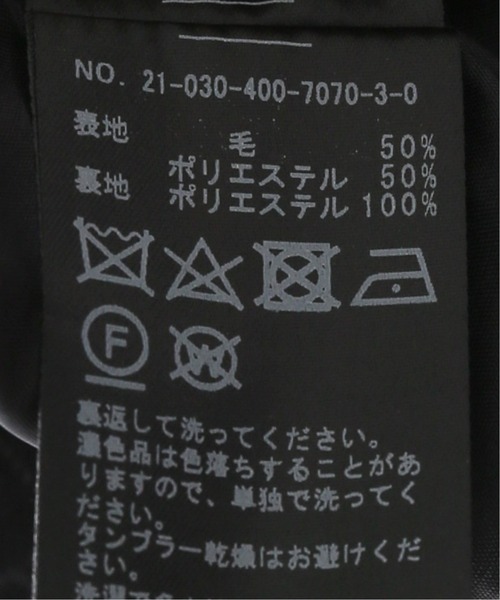 NO. 21-030-400-7070-3-0
表地 毛 50%
ポリエステル 50%
裏地 ポリエステル 100%
F
W
裏返して洗ってください。
濃色品は色落ちすることがあ
りますので、単独で洗ってく
ださい。
タンブラー乾燥はお避けくだ
さい。